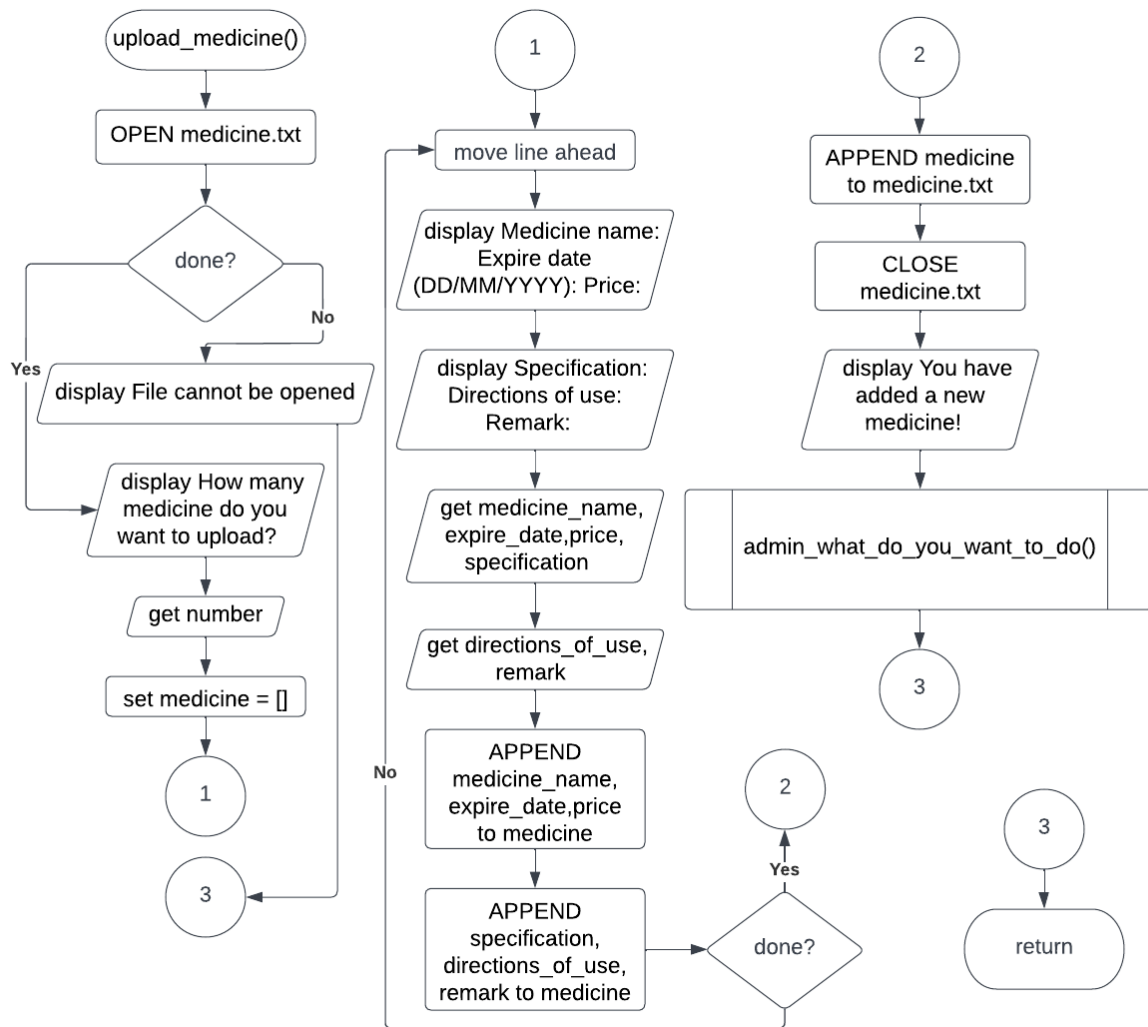 upload_medicine()
OPEN medicine.txt
done?
No
Yes
display File cannot be opened
display How many
medicine do you
want to upload?
get number
set medicine = []
1
3
1
move line ahead
display Medicine name:
Expire date
(DD/MM/YYYY): Price:
display Specification:
Directions of use:
Remark:
get medicine_name,
expire_date,price,
specification
get directions_of_use,
remark
APPEND
medicine_name,
expire_date,price
to medicine
APPEND
specification,
directions_of_use,
remark to medicine
No
done?
Yes
2
2
APPEND medicine
to medicine.txt
CLOSE
medicine.txt
display You have
added a new
medicine!
admin_what_do_you_want_to_do()
3
3
return